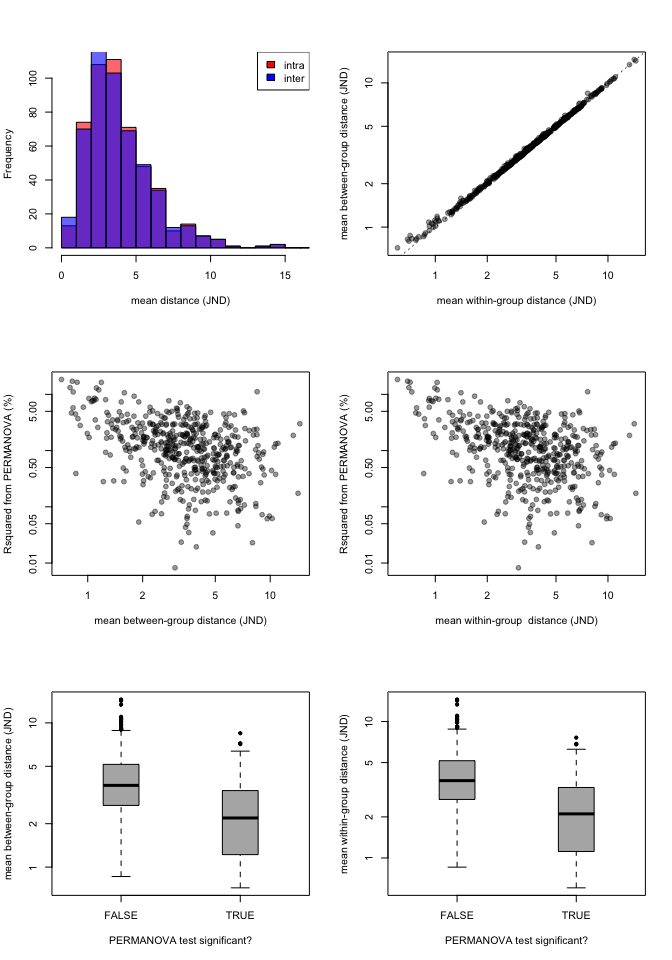 intra
inter
Frequency
0 20 40 60 80 100
0 5 10 15
mean distance (JND)
mean between-group distance (JND)
1 2 5 10
1 2 5 10
mean within-group distance (JND)
Rsquared from PERMANOVA (%)
0.01 0.05 0.50 5.00
1 2 5 10
mean between-group distance (JND)
Rsquared from PERMANOVA (%)
0.01 0.05 0.50 5.00
1 2 5 10
mean within-group distance (JND)
mean between-group distance (JND)
1 2 5 10
FALSE TRUE
PERMANOVA test significant?
mean within-group distance (JND)
1 2 5 10
FALSE TRUE
PERMANOVA test significant?